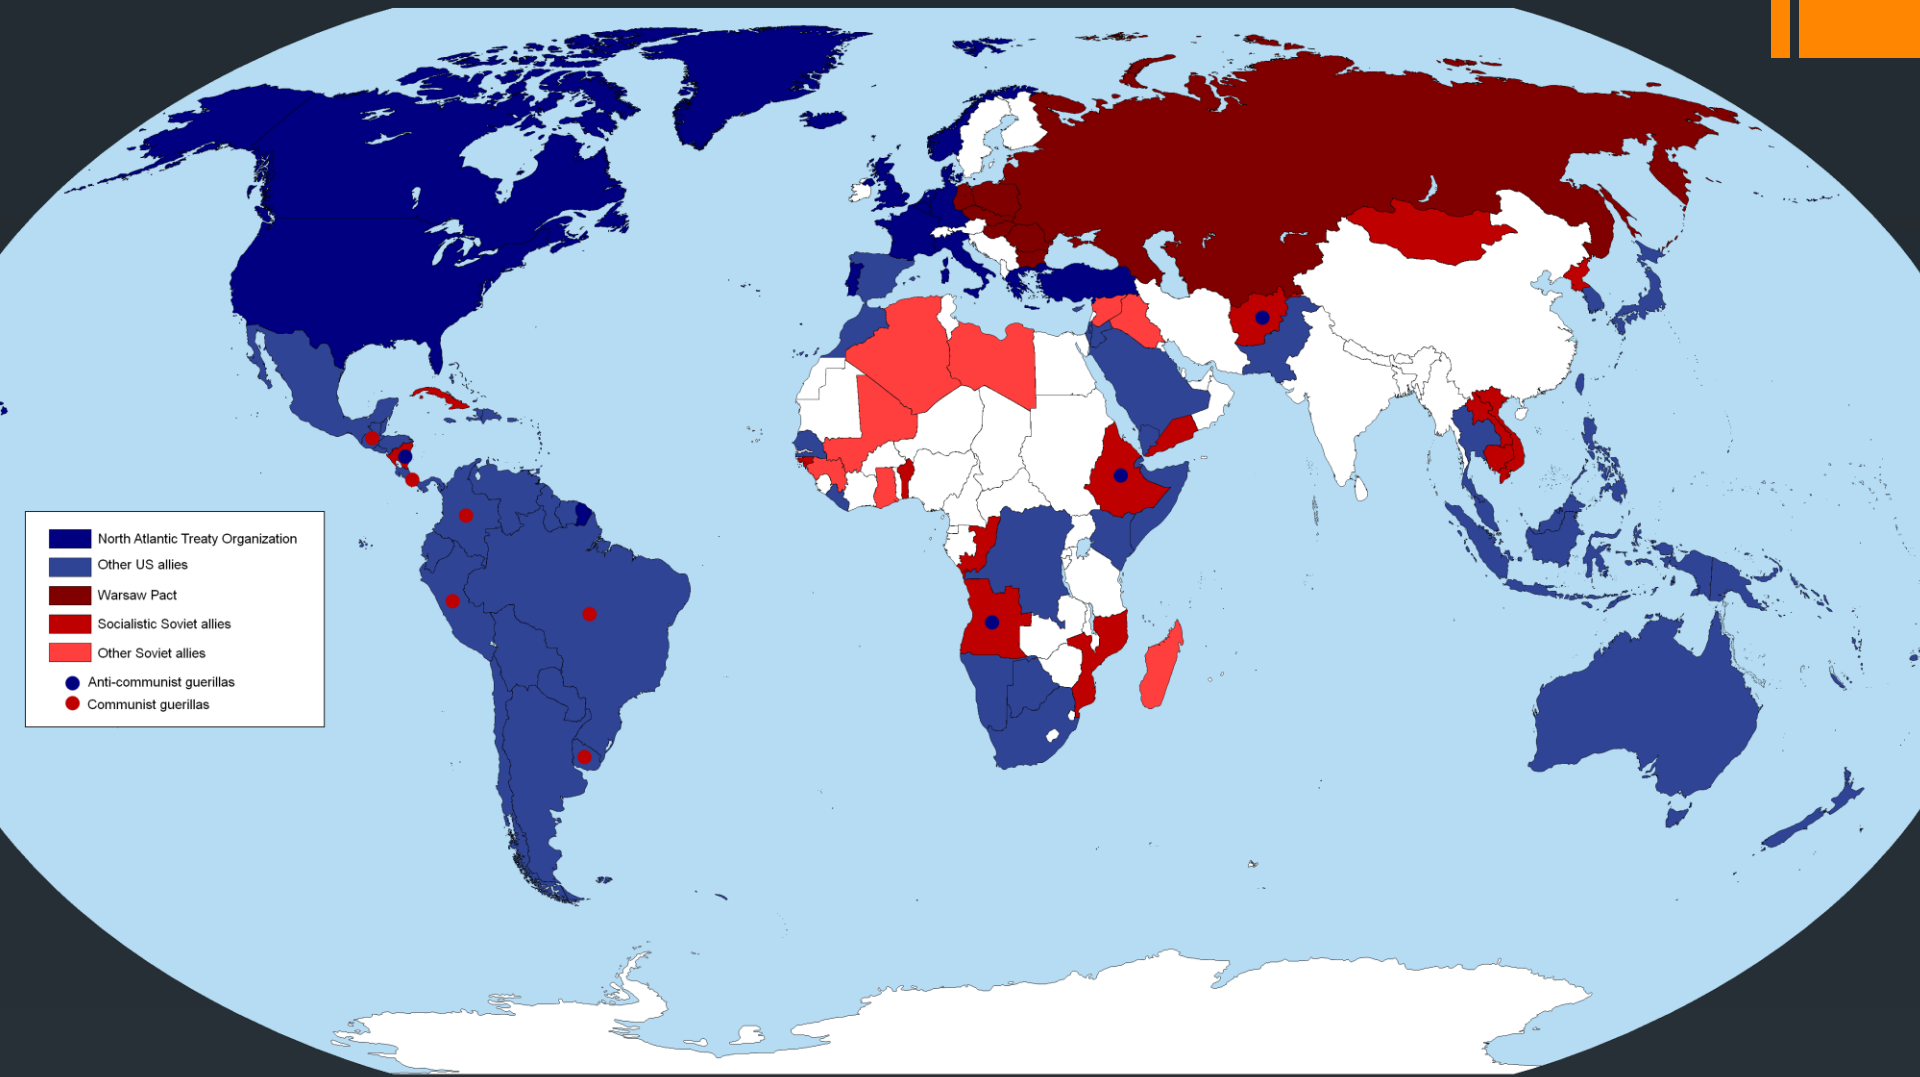 North Atlantic Treaty Organization
Other US allies
Warsaw Pact
Socialistic Soviet allies
Other Soviet allies
Anti-communist guerillas
Communist guerillas